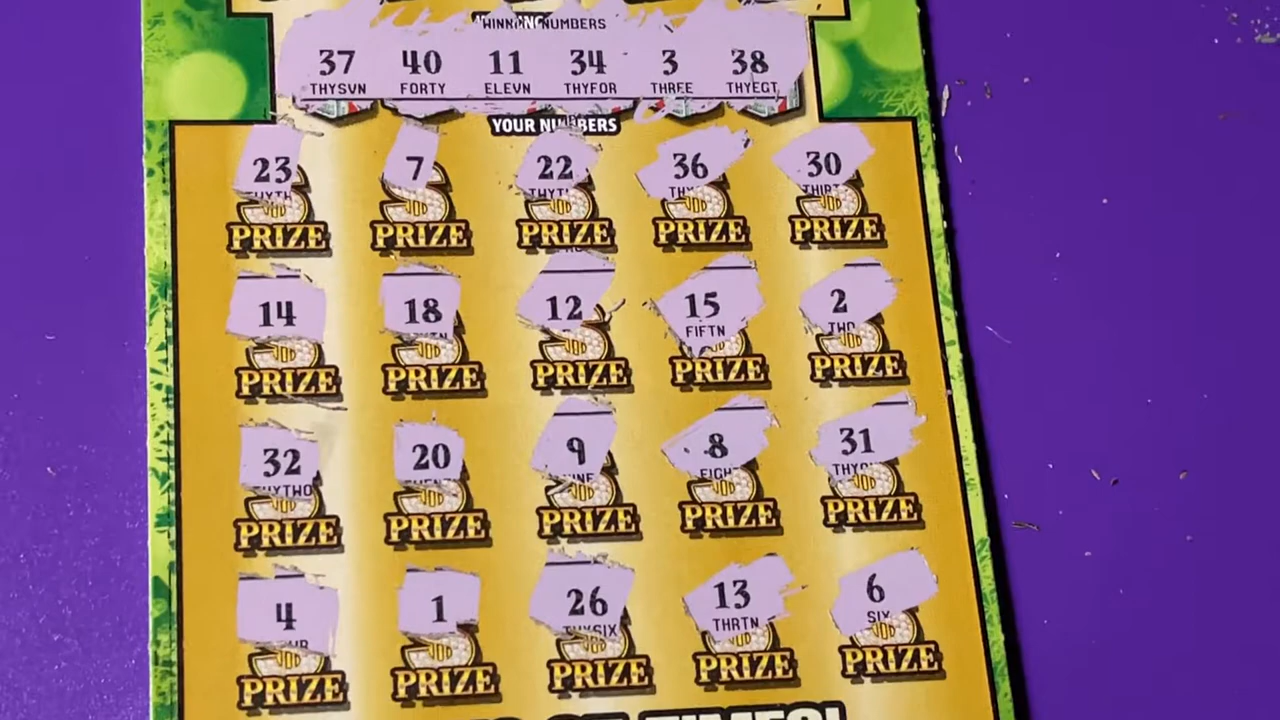 WINNING NUMBERS
37 40 11 34 3 38
THYSVN FORTY ELEVN THYFOR THREE THYEGT
YOUR NUMBERS
23 7 22 36 30
PRIZE PRIZE PRIZE PRIZE PRIZE
14 18 12 15 2
FIFTN TWO
PRIZE PRIZE PRIZE PRIZE PRIZE
32 20 9 8 31
PRIZE PRIZE PRIZE PRIZE PRIZE
4 1 26 13 6
THRTN SIX
PRIZE PRIZE PRIZE PRIZE PRIZE